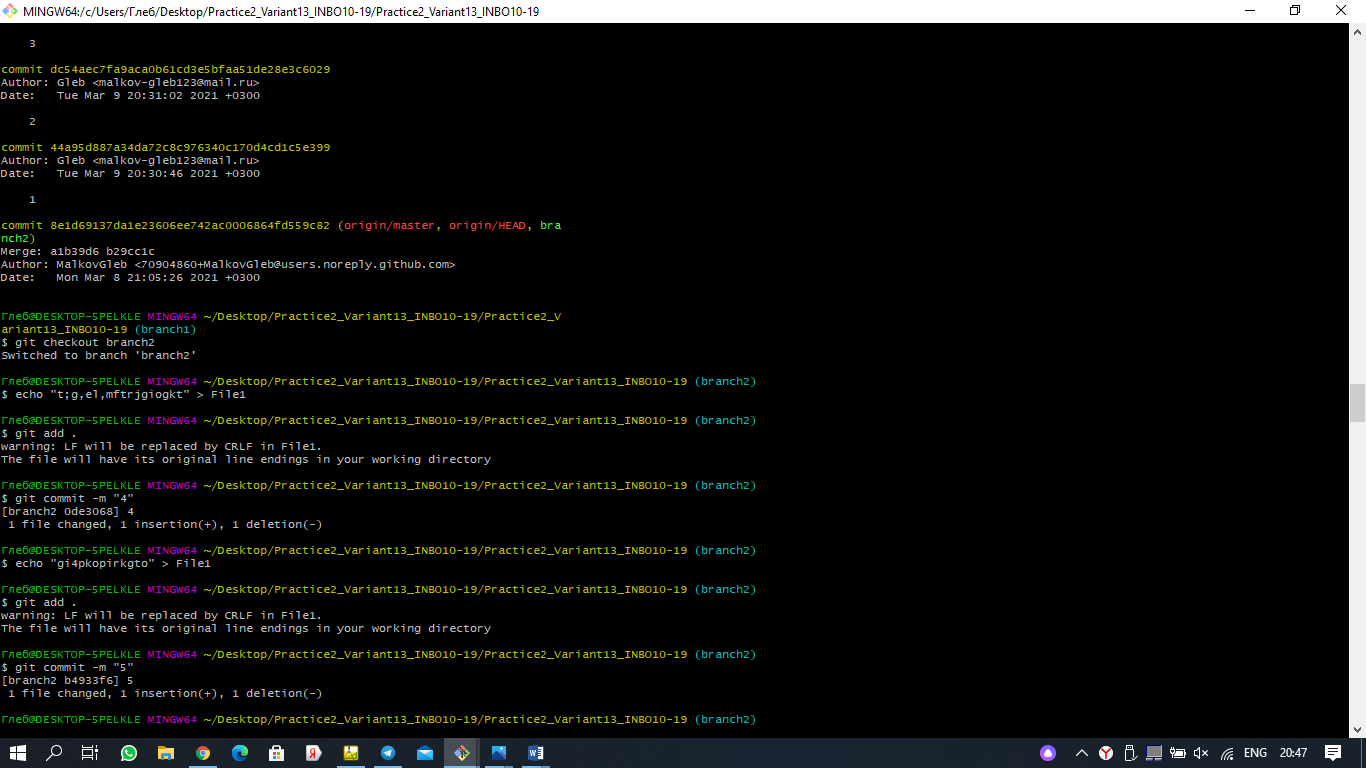 MINGW64:/c/Users/Глеб/Desktop/Practice2_Variant13_INBO10-19/Practice2_Variant13_INBO10-19
    3
commit dc54aec7fa9aca0b61cd3e5bfaa51de28e3c6029
Author: Gleb <malkov-gleb123@mail.ru>
Date:   Tue Mar 9 20:31:02 2021 +0300
    2
commit 44a95d887a34da72c8c976340c170d4cd1c5e399
Author: Gleb <malkov-gleb123@mail.ru>
Date:   Tue Mar 9 20:30:46 2021 +0300
    1
commit 8e1d69137da1e23606ee742ac0006864fd559c82 (origin/master, origin/HEAD, bra
nch2)
Merge: a1b39d6 b29cc1c
Author: MalkovGleb <70904860+MalkovGleb@users.noreply.github.com>
Date:   Mon Mar 8 21:05:26 2021 +0300
Глеб@DESKTOP-5PELKLE MINGW64 ~/Desktop/Practice2_Variant13_INBO10-19/Practice2_V
ariant13_INBO10-19 (branch1)
$ git checkout branch2
Switched to branch 'branch2'
Глеб@DESKTOP-5PELKLE MINGW64 ~/Desktop/Practice2_Variant13_INBO10-19/Practice2_Variant13_INBO10-19 (branch2)
$ echo "t;g,el,mftrjgiogkt" > File1
Глеб@DESKTOP-5PELKLE MINGW64 ~/Desktop/Practice2_Variant13_INBO10-19/Practice2_Variant13_INBO10-19 (branch2)
$ git add .
warning: LF will be replaced by CRLF in File1.
The file will have its original line endings in your working directory
Глеб@DESKTOP-5PELKLE MINGW64 ~/Desktop/Practice2_Variant13_INBO10-19/Practice2_Variant13_INBO10-19 (branch2)
$ git commit -m "4"
[branch2 0de3068] 4
 1 file changed, 1 insertion(+), 1 deletion(-)
Глеб@DESKTOP-5PELKLE MINGW64 ~/Desktop/Practice2_Variant13_INBO10-19/Practice2_Variant13_INBO10-19 (branch2)
$ echo "gi4pkopirkgto" > File1
Глеб@DESKTOP-5PELKLE MINGW64 ~/Desktop/Practice2_Variant13_INBO10-19/Practice2_Variant13_INBO10-19 (branch2)
$ git add .
warning: LF will be replaced by CRLF in File1.
The file will have its original line endings in your working directory
Глеб@DESKTOP-5PELKLE MINGW64 ~/Desktop/Practice2_Variant13_INBO10-19/Practice2_Variant13_INBO10-19 (branch2)
$ git commit -m "5"
[branch2 b4933f6] 5
 1 file changed, 1 insertion(+), 1 deletion(-)
Глеб@DESKTOP-5PELKLE MINGW64 ~/Desktop/Practice2_Variant13_INBO10-19/Practice2_Variant13_INBO10-19 (branch2)
ENG 20:47